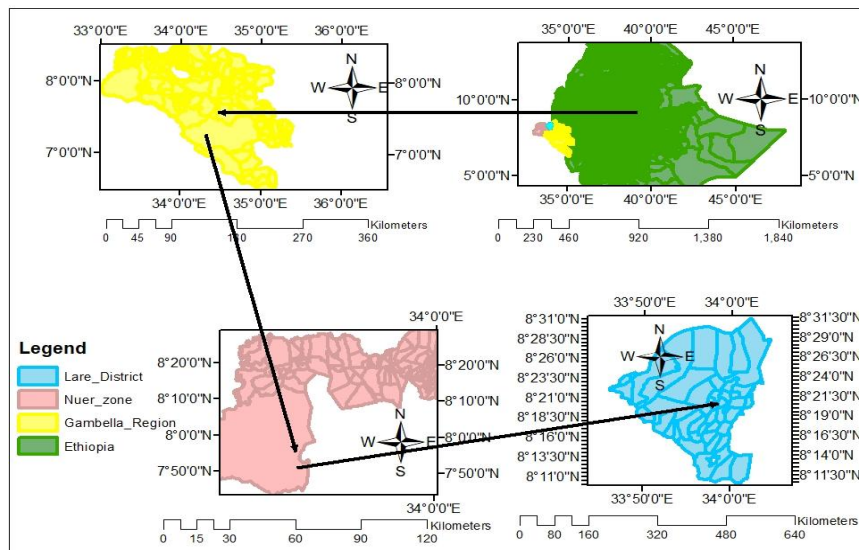 33°0'0"E 34°0'0"E 35°0'0"E 36°0'0"E
8°0'0"N
7°0'0"N
N
W E
S
8°0'0"N
7°0'0"N
34°0'0"E 35°0'0"E 36°0'0"E
Kilometers
0 45 90 180 270 360
35°0'0"E 40°0'0"E 45°0'0"E
10°0'0"N
5°0'0"N
N
W E
S
10°0'0"N
5°0'0"N
35°0'0"E 40°0'0"E 45°0'0"E
Kilometers
0 230 460 920 1,380 1,840
Legend
Lare_District
Nuer_zone
Gambella_Region
Ethiopia
34°0'0"E
8°20'0"N
8°10'0"N
8°0'0"N
7°50'0"N
N
W E
S
8°20'0"N
8°10'0"N
8°0'0"N
7°50'0"N
34°0'0"E
Kilometers
0 15 30 60 90 120
33°50'0"E 34°0'0"E
8°31'0"N
8°28'30"N
8°26'0"N
8°23'30"N
8°21'0"N
8°18'30"N
8°16'0"N
8°13'30"N
8°11'0"N
N
W E
S
8°31'30"N
8°29'0"N
8°26'30"N
8°24'0"N
8°21'30"N
8°19'0"N
8°16'30"N
8°14'0"N
8°11'30"N
33°50'0"E 34°0'0"E
Kilometers
0 80 160 320 480 640